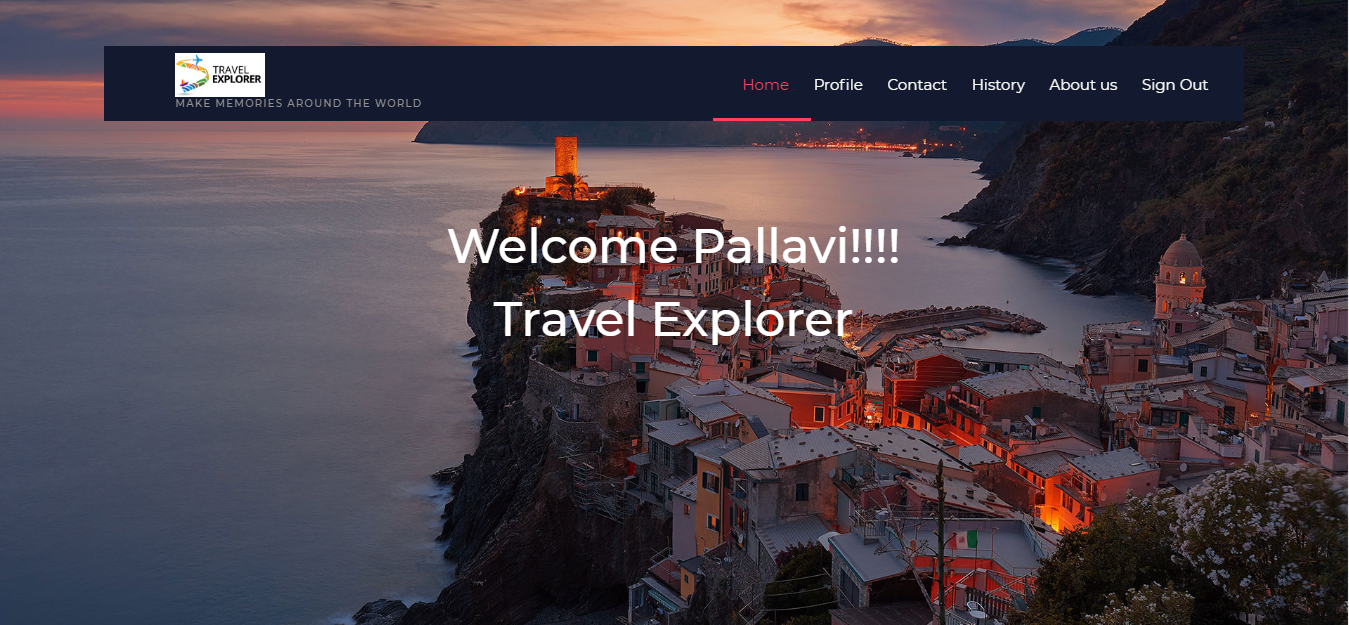 TRAVEL
EXPLORER
MAKE MEMORIES AROUND THE WORLD
Home Profile Contact History About us Sign Out
Welcome Pallavi!!!!
Travel Explorer